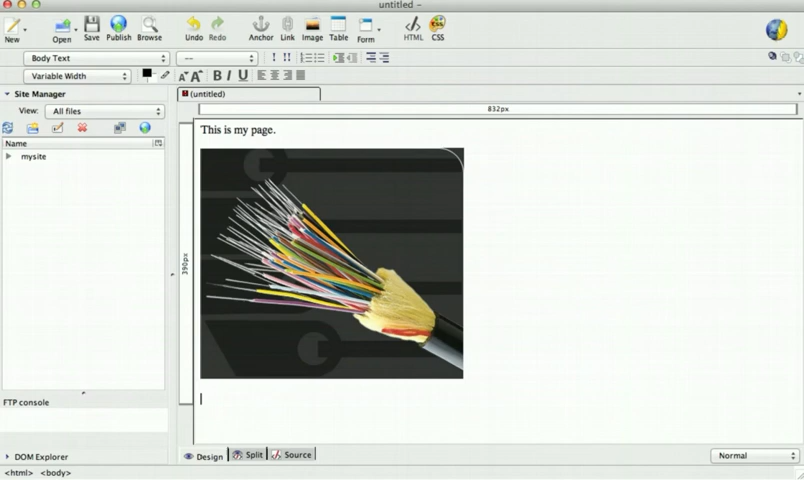 untitled –
New
Open
Save
Publish
Browse
Undo
Redo
Anchor
Link
Image
Table
Form
HTML
CSS
CSS
Body Text
--
! !!
Variable Width
A A B I U
Site Manager
(untitled)
View: All files
832px
Name
This is my page.
mysite
390px
FTP console
DOM Explorer
Design
Split
Source
Normal
<html> <body>